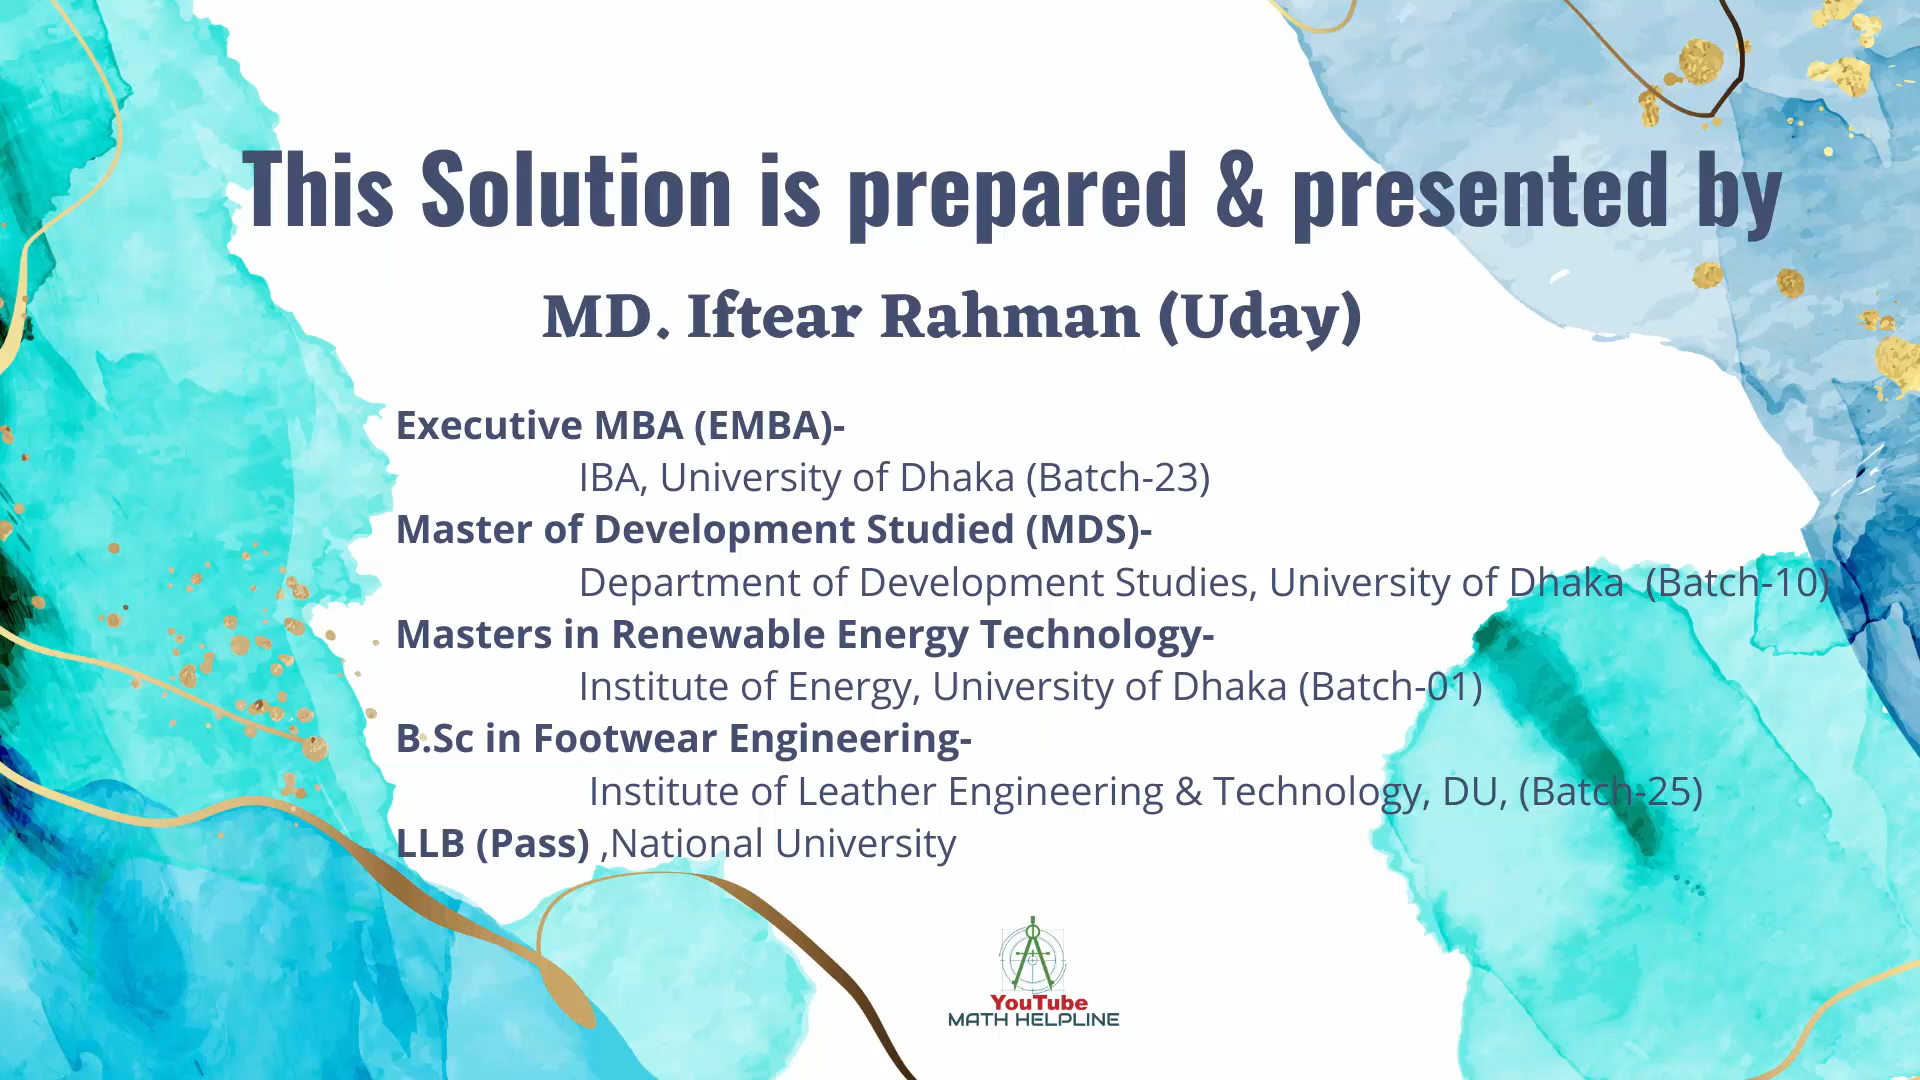 This Solution is prepared & presented by
MD. Iftear Rahman (Uday)
Executive MBA (EMBA)-
IBA, University of Dhaka (Batch-23)
Master of Development Studied (MDS)-
Department of Development Studies, University of Dhaka (Batch-10)
Masters in Renewable Energy Technology-
Institute of Energy, University of Dhaka (Batch-01)
B.Sc in Footwear Engineering-
Institute of Leather Engineering & Technology, DU, (Batch-25)
LLB (Pass) ,National University
YouTube
MATH HELPLINE